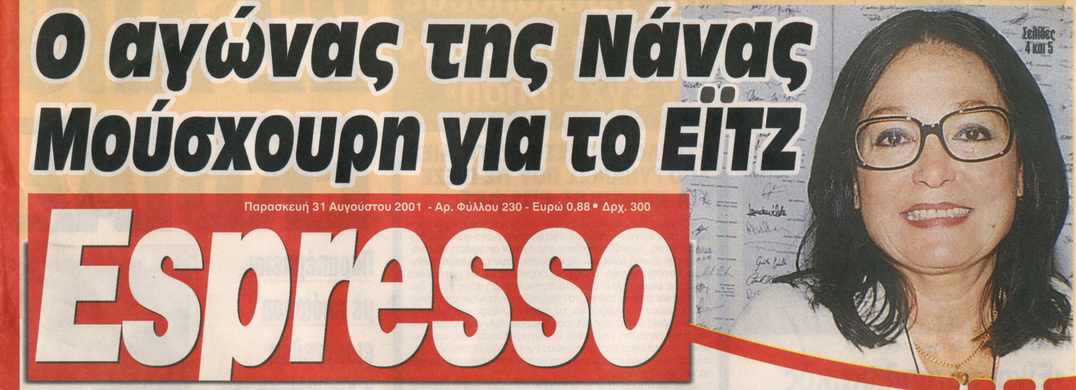 Ο αγώνας της Νάνας
Μούσχουρη για το ΕΪΤΖ
Σελίδες
4 και 5
Παρασκευή 31 Αυγούστου 2001 - Αρ. Φύλλου 230 - Ευρώ 0,88 • Δρχ. 300
Espresso